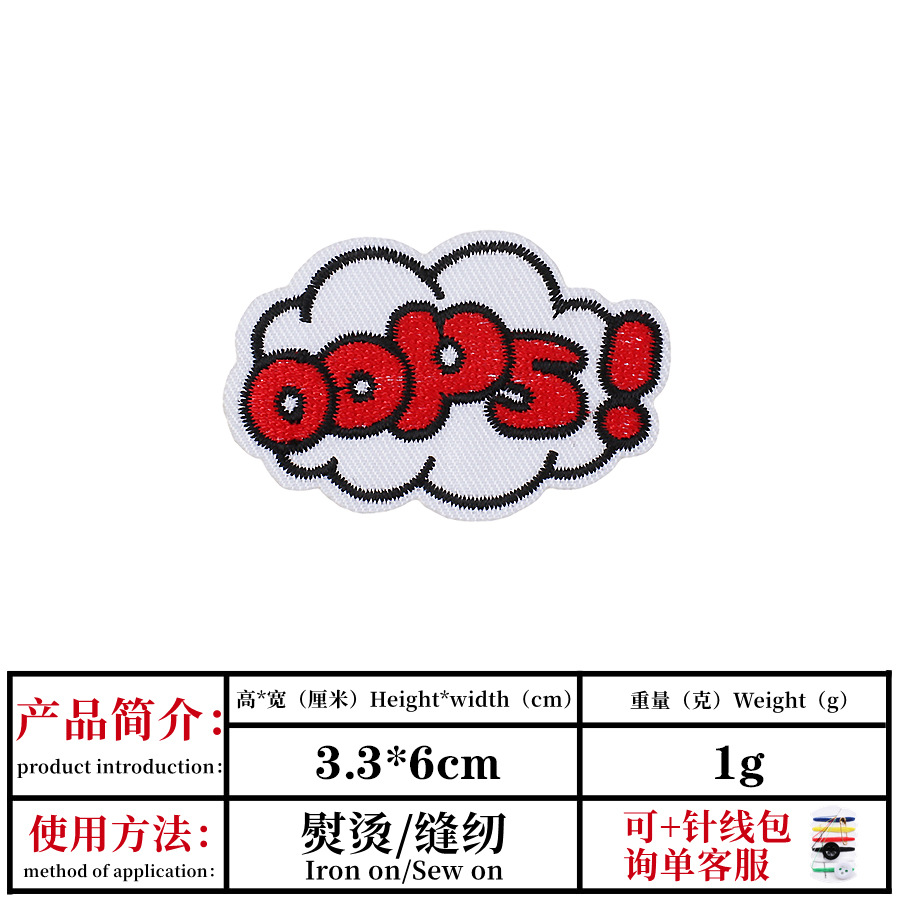 oops!
产品简介：
product introduction:
高*宽（厘米）Height*width（cm）
3.3*6cm
重量（克）Weight（g）
1g
使用方法：
method of application:
熨烫/缝纫
Iron on/Sew on
可+针线包
询单客服